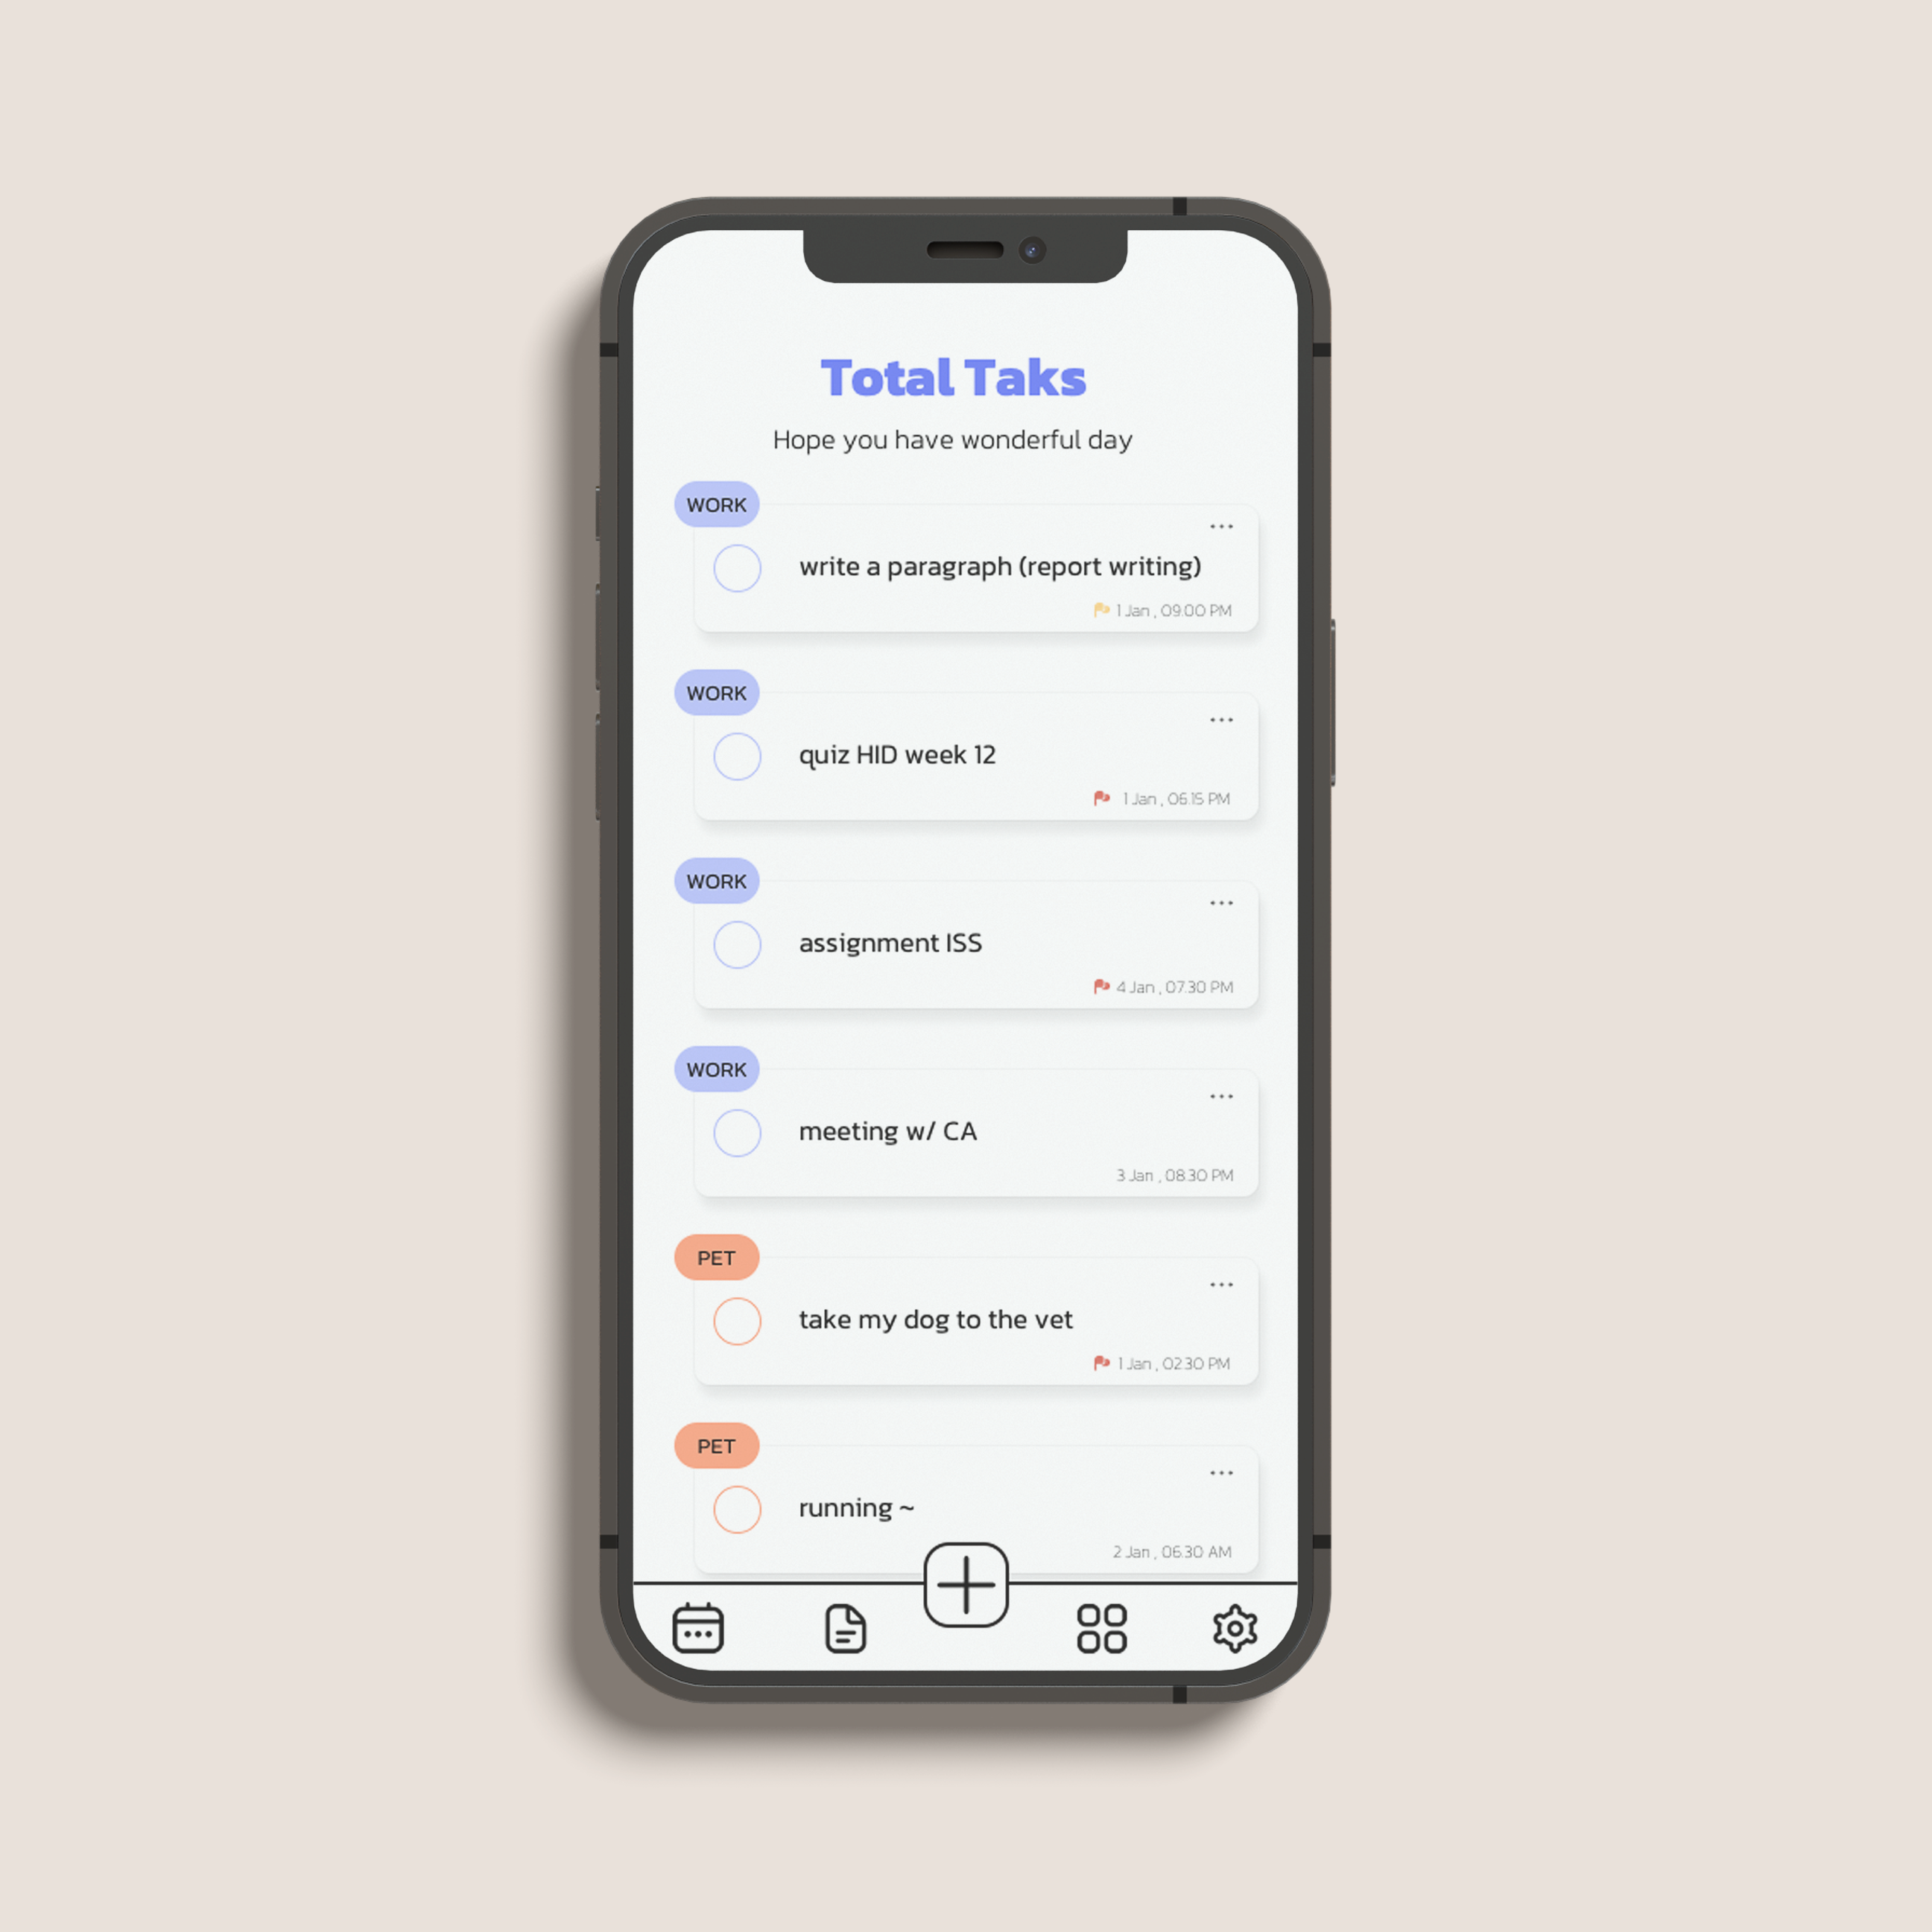 Total Taks
Hope you have wonderful day
WORK
write a paragraph (report writing)
1 Jan , 09.00 PM
WORK
quiz HID week 12
1 Jan , 06.15 PM
WORK
assignment ISS
4 Jan , 07.30 PM
WORK
meeting w/ CA
3 Jan , 08.30 PM
PET
take my dog to the vet
1 Jan , 02.30 PM
PET
running ~
2 Jan , 06.30 AM